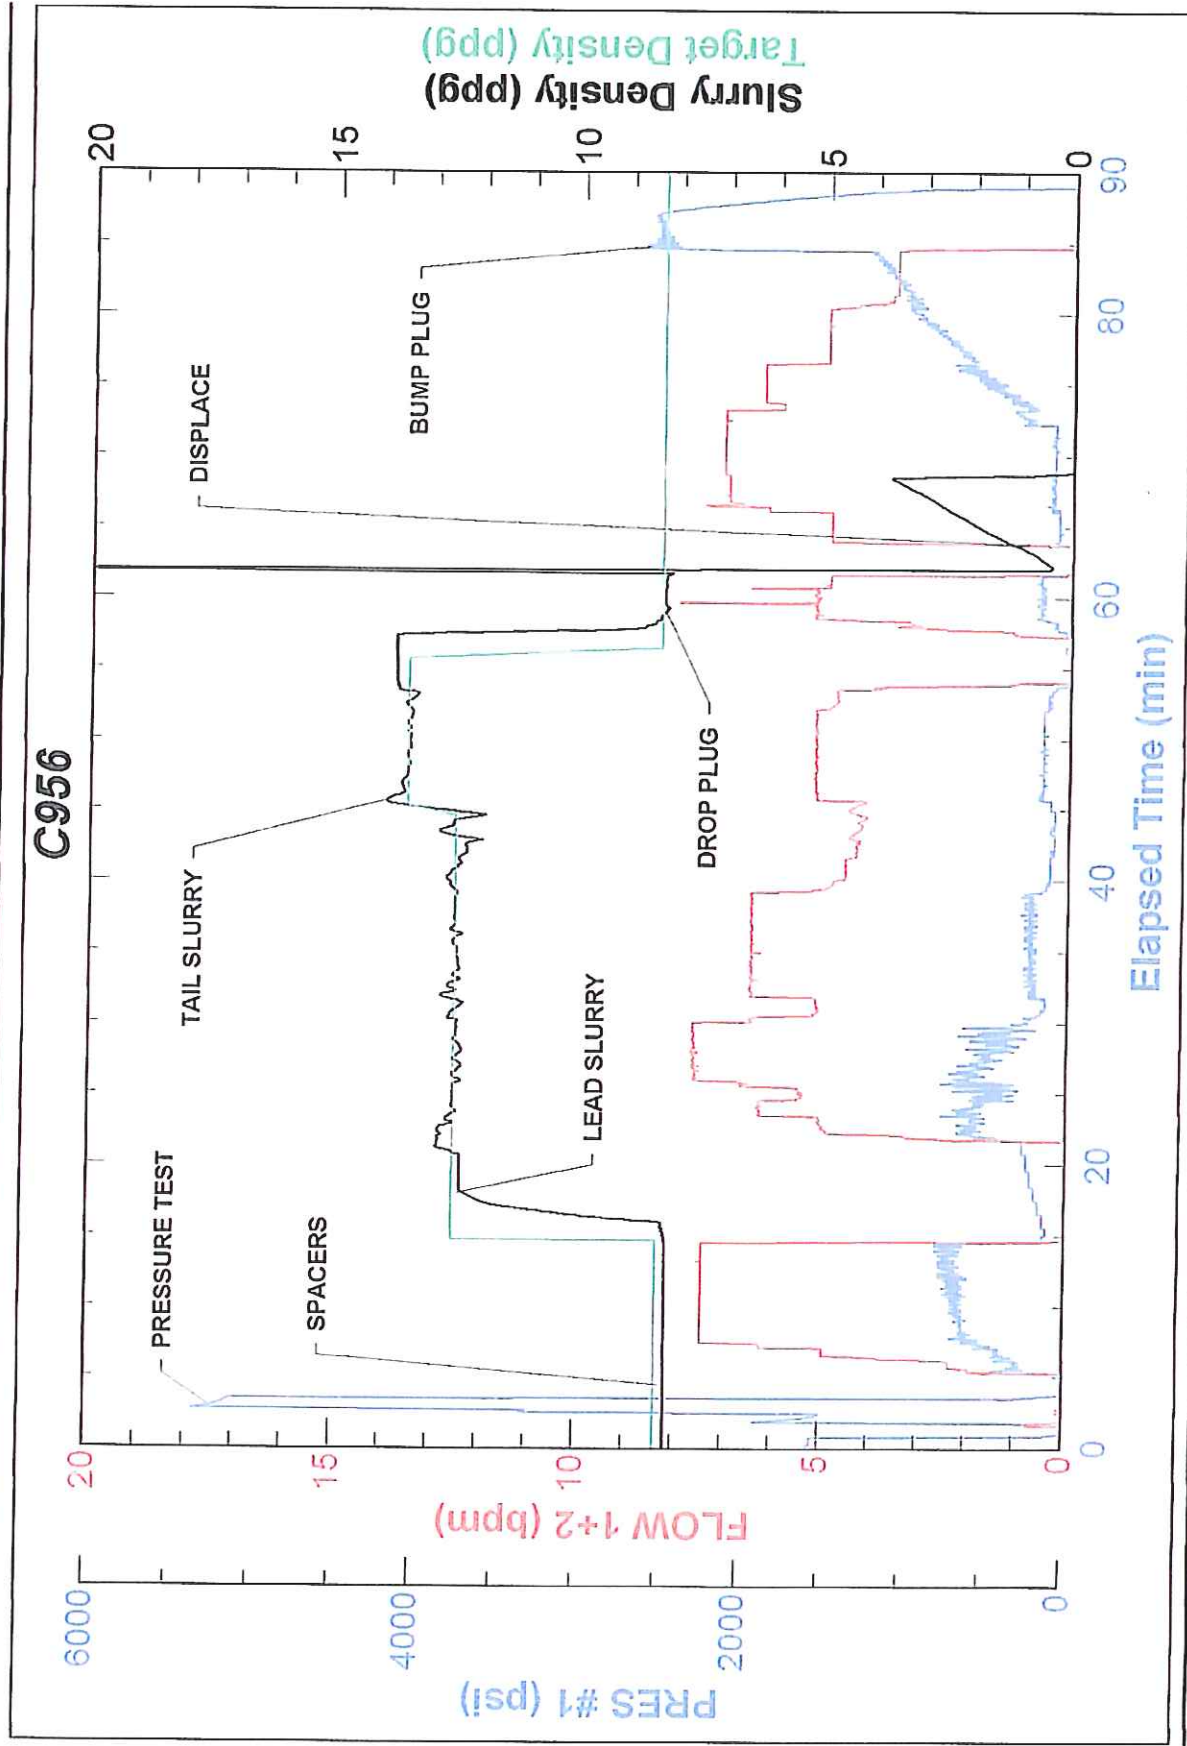 C956
PRES #1 (psi)
6000
4000
2000
0
FLOW 1+2 (bpm)
20
15
10
5
0
PRESSURE TEST
SPACERS
LEAD SLURRY
TAIL SLURRY
DROP PLUG
DISPLACE
BUMP PLUG
20
15
10
5
0
Slurry Density (ppg)
Target Density (ppg)
0
20
40
60
80
90
Elapsed Time (min)